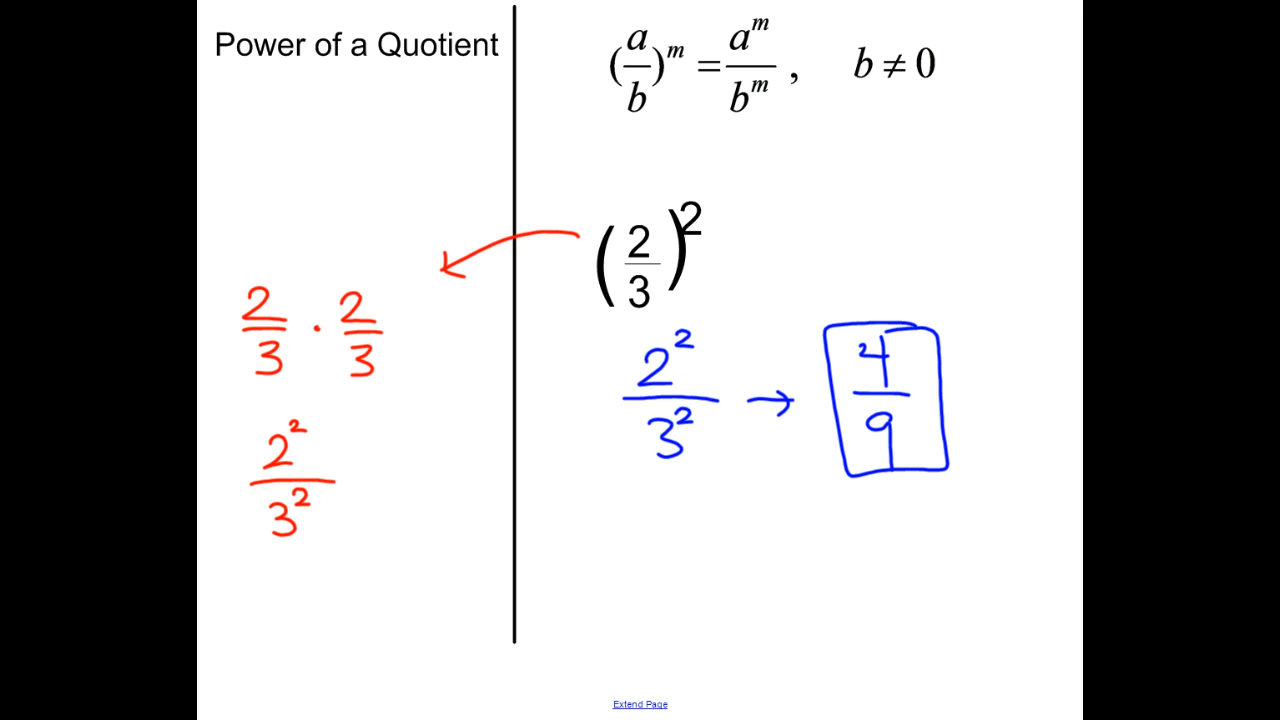 Power of a Quotient
(a/b)^m = a^m/b^m , b ≠ 0
(2/3)^2
2/3 · 2/3
2^2/3^2
2^2/3^2 → 4/9
Extend Page